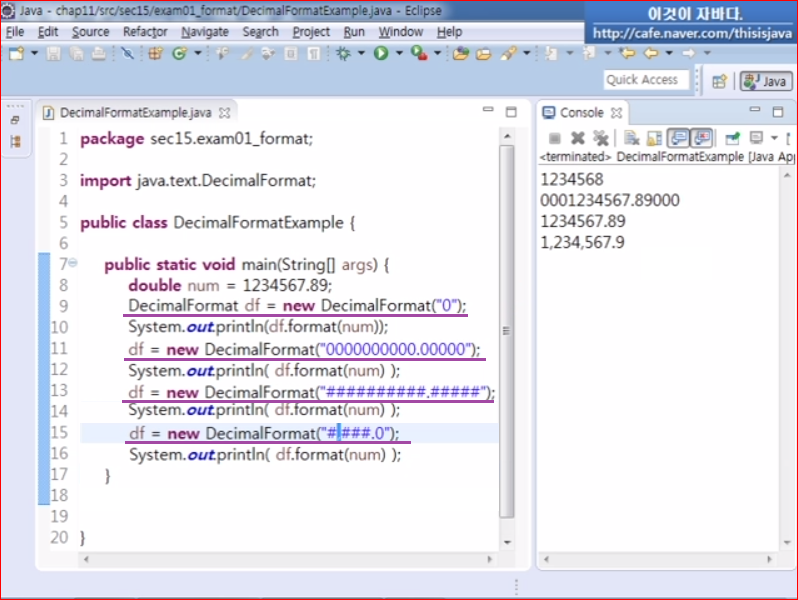 Java - chap11/src/sec15/exam01_format/DecimalFormatExample.java - Eclipse
이것이 자바다.
http://cafe.naver.com/thisisjava
File Edit Source Refactor Navigate Search Project Run Window Help
Quick Access
Java
DecimalFormatExample.java
1 package sec15.exam01_format;
2
3 import java.text.DecimalFormat;
4
5 public class DecimalFormatExample {
6
7 public static void main(String[] args) {
8 double num = 1234567.89;
9 DecimalFormat df = new DecimalFormat("0");
10 System.out.println(df.format(num));
11 df = new DecimalFormat("0000000000.00000");
12 System.out.println( df.format(num) );
13 df = new DecimalFormat("##########.#####");
14 System.out.println( df.format(num) );
15 df = new DecimalFormat("#,###.0");
16 System.out.println( df.format(num) );
17 }
18
19
20 }
Console
<terminated> DecimalFormatExample [Java Ap
1234568
0001234567.89000
1234567.89
1,234,567.9